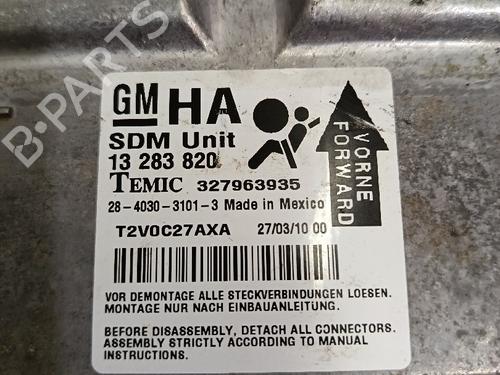 GM HA
SDM Unit
13 283 820
TEMIC 327963935
28-4030-3101-3 Made in Mexico
T2V0C27AXA 27/03/10 00
VORNE
FORWARD
VOR DEMONTAGE ALLE STECKVERBINDUNGEN LOESEN.
MONTAGE NUR NACH EINBAUANLEITUNG.
BEFORE DISASSEMBLY, DETACH ALL CONNECTORS.
ASSEMBLY STRICTLY ACCORDING TO MANUAL
INSTRUCTIONS.
B-PARTS